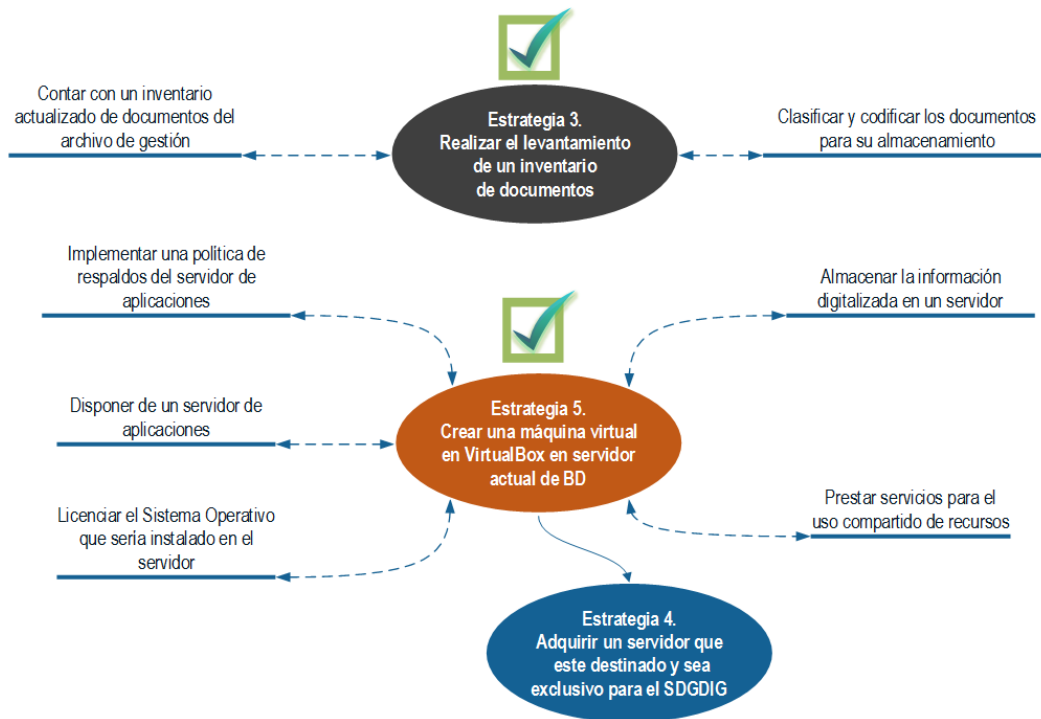 Contar con un inventario
actualizado de documentos del
archivo de gestión
Estrategia 3.
Realizar el levantamiento
de un inventario
de documentos
Clasificar y codificar los documentos
para su almacenamiento
Implementar una política de
respaldos del servidor de
aplicaciones
Almacenar la información
digitalizada en un servidor
Disponer de un servidor de
aplicaciones
Estrategia 5.
Crear una máquina virtual
en VirtualBox en servidor
actual de BD
Licenciar el Sistema Operativo
que sería instalado en el
servidor
Prestar servicios para el
uso compartido de recursos
Estrategia 4.
Adquirir un servidor que
este destinado y sea
exclusivo para el SDGDIG